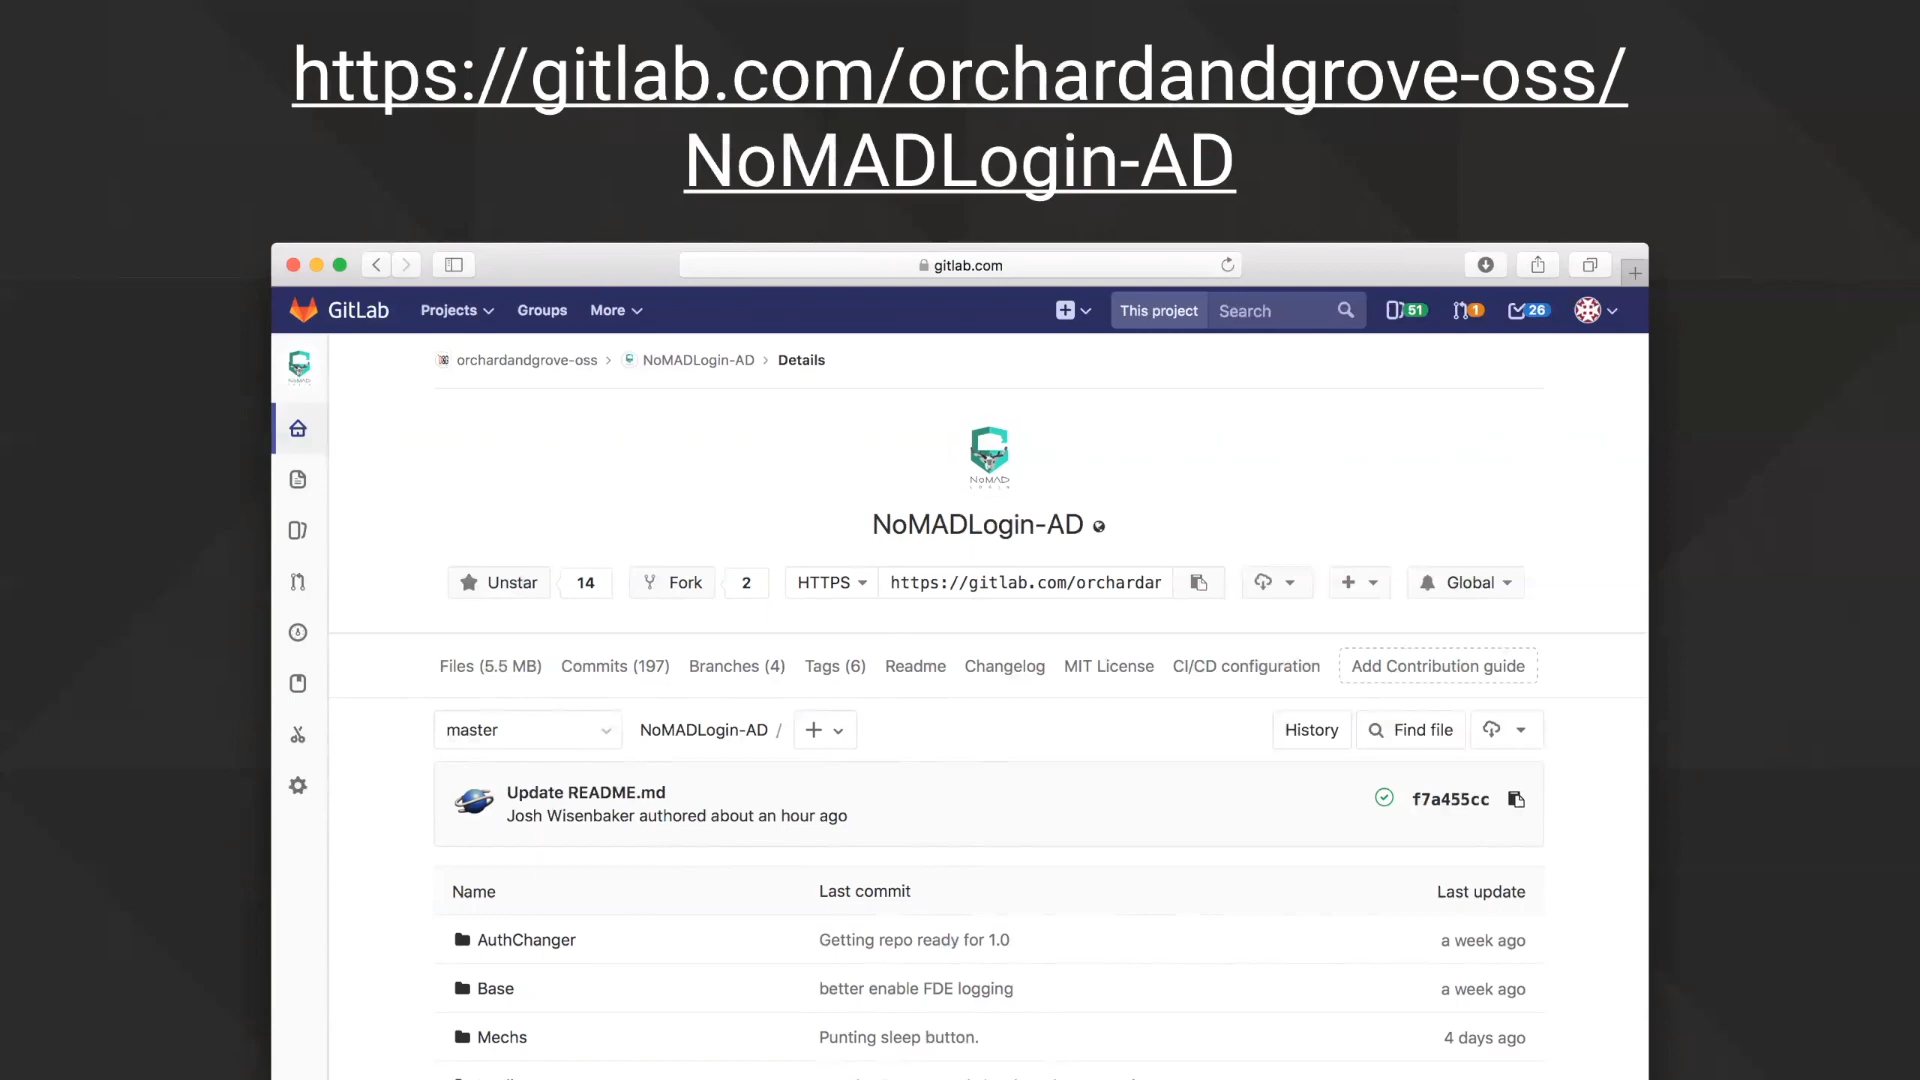 https://gitlab.com/orchardandgrove-oss/
NoMADLogin-AD
gitlab.com
GitLab Projects Groups More This project Search 51 1 26
orchardandgrove-oss > NoMADLogin-AD > Details
NoMAD
LOGIN
NoMADLogin-AD
Unstar 14 Fork 2 HTTPS https://gitlab.com/orchardar Global
Files (5.5 MB) Commits (197) Branches (4) Tags (6) Readme Changelog MIT License CI/CD configuration Add Contribution guide
master NoMADLogin-AD / History Find file
Update README.md
Josh Wisenbaker authored about an hour ago
f7a455cc
Name Last commit Last update
AuthChanger Getting repo ready for 1.0 a week ago
Base better enable FDE logging a week ago
Mechs Punting sleep button. 4 days ago